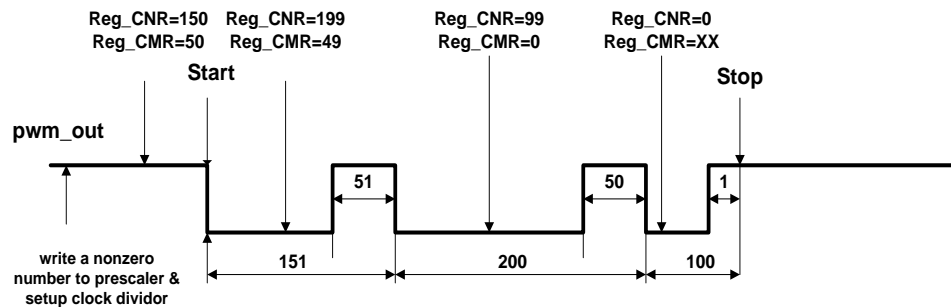 Reg_CNR=150
Reg_CMR=50
Reg_CNR=199
Reg_CMR=49
Reg_CNR=99
Reg_CMR=0
Reg_CNR=0
Reg_CMR=XX
Start
Stop
pwm_out
51
50
1
write a nonzero
number to prescaler &
setup clock dividor
151
200
100